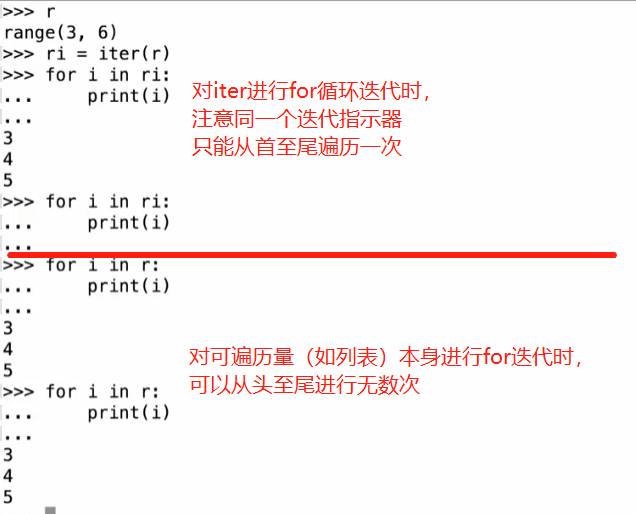 >>> r
range(3, 6)
>>> ri = iter(r)
>>> for i in ri:
...     print(i)
...
3
4
5
对iter进行for循环迭代时，
注意同一个迭代指示器
只能从首至尾遍历一次
>>> for i in ri:
...     print(i)
...
>>> for i in r:
...     print(i)
...
3
4
5
对可遍历量（如列表）本身进行for迭代时，
可以从头至尾进行无数次
>>> for i in r:
...     print(i)
...
3
4
5